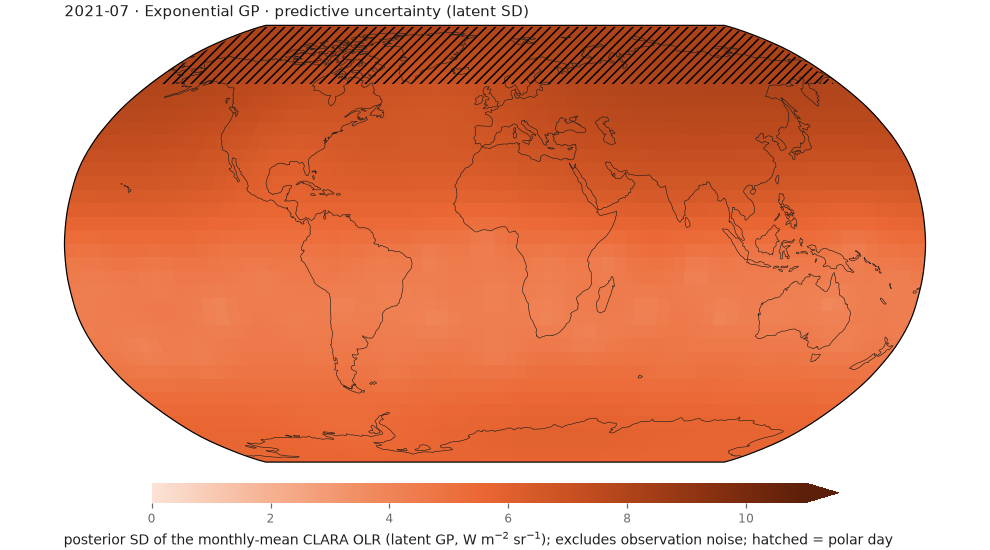 2021-07 · Exponential GP · predictive uncertainty (latent SD)
0 2 4 6 8 10
posterior SD of the monthly-mean CLARA OLR (latent GP, W m⁻² sr⁻¹); excludes observation noise; hatched = polar day